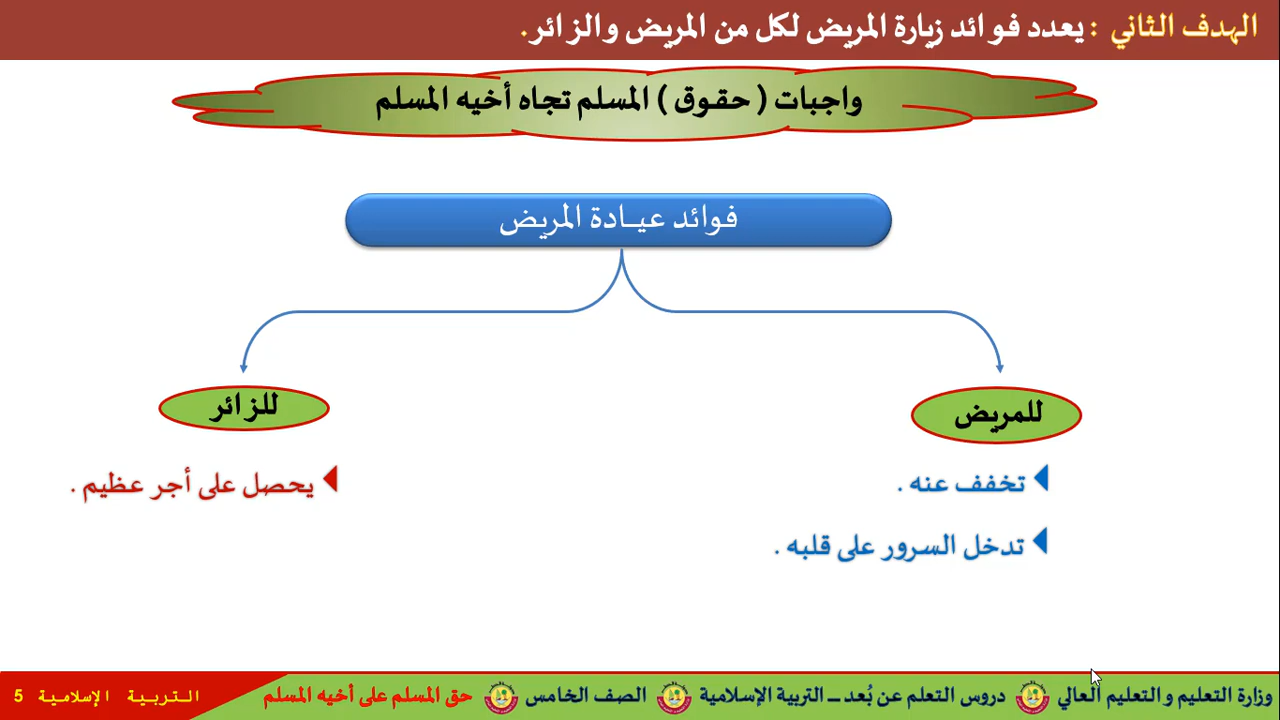 الهدف الثاني : يعدد فوائد زيارة المريض لكل من المريض والزائر.
واجبات ( حقوق ) المسلم تجاه أخيه المسلم
فوائد عيادة المريض
للمريض
للزائر
تخفف عنه .
يحصل على أجر عظيم .
تدخل السرور على قلبه .
وزارة التعليم والتعليم العالي دروس التعلم عن بُعد – التربية الإسلامية الصف الخامس حق المسلم على أخيه المسلم التربية الإسلامية 5